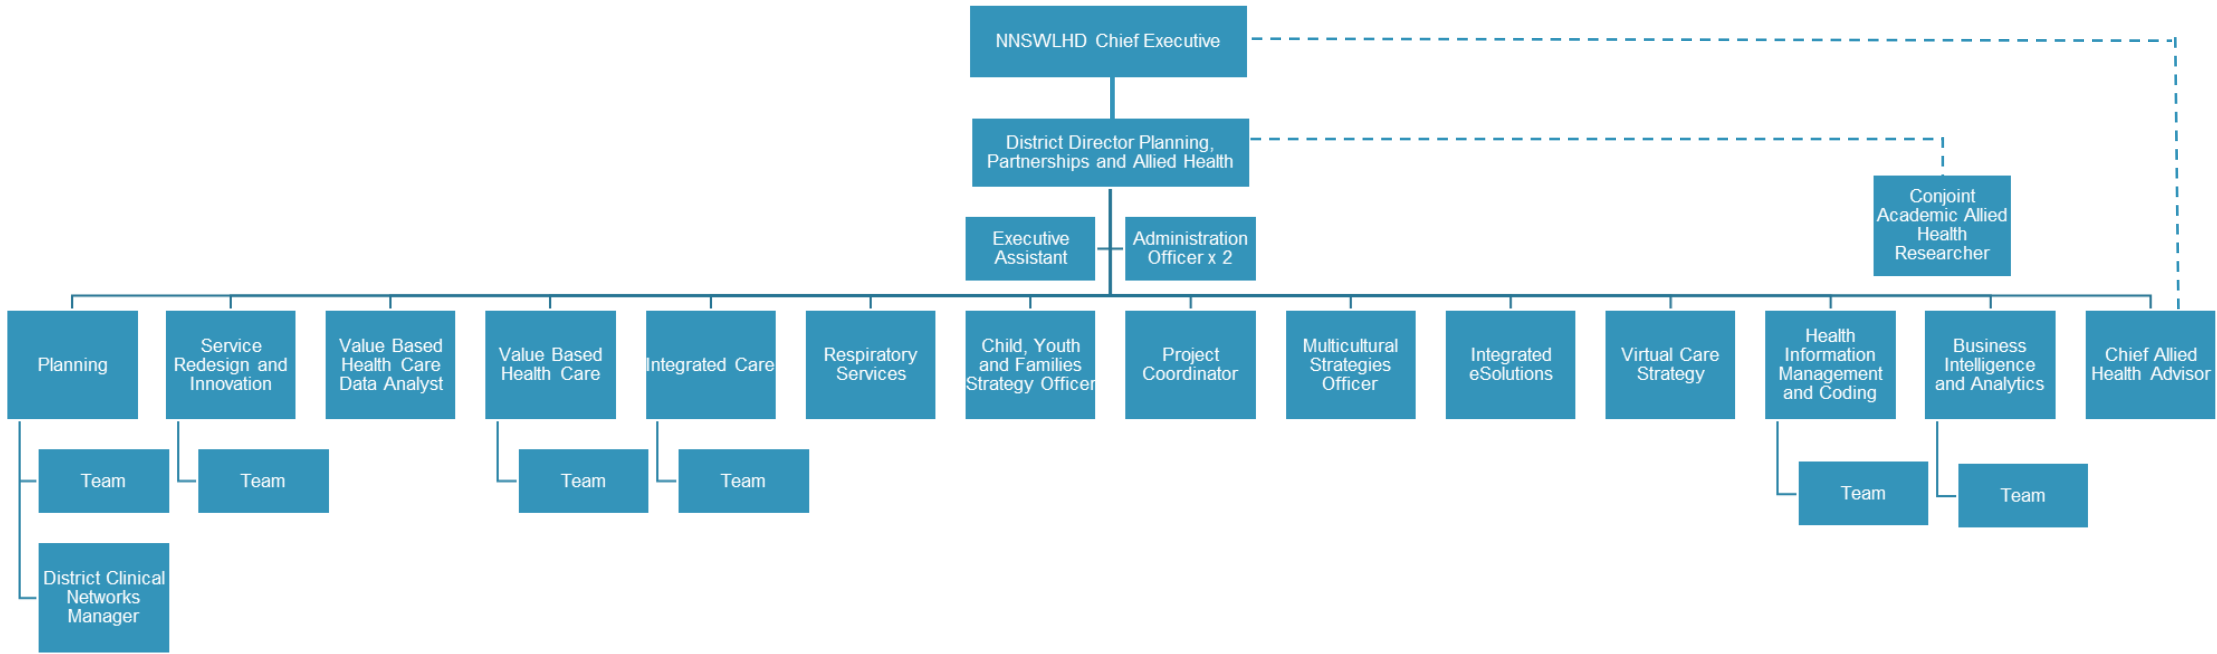 NNSWLHD Chief Executive
District Director Planning,
Partnerships and Allied Health
Conjoint
Academic Allied
Health
Researcher
Executive
Assistant
Administration
Officer x 2
Planning
Service
Redesign and
Innovation
Value Based
Health Care
Data Analyst
Value Based
Health Care
Integrated Care
Respiratory
Services
Child, Youth
and Families
Strategy Officer
Project
Coordinator
Multicultural
Strategies
Officer
Integrated
eSolutions
Virtual Care
Strategy
Health
Information
Management
and Coding
Business
Intelligence
and Analytics
Chief Allied
Health Advisor
Team
Team
Team
Team
Team
Team
District Clinical
Networks
Manager